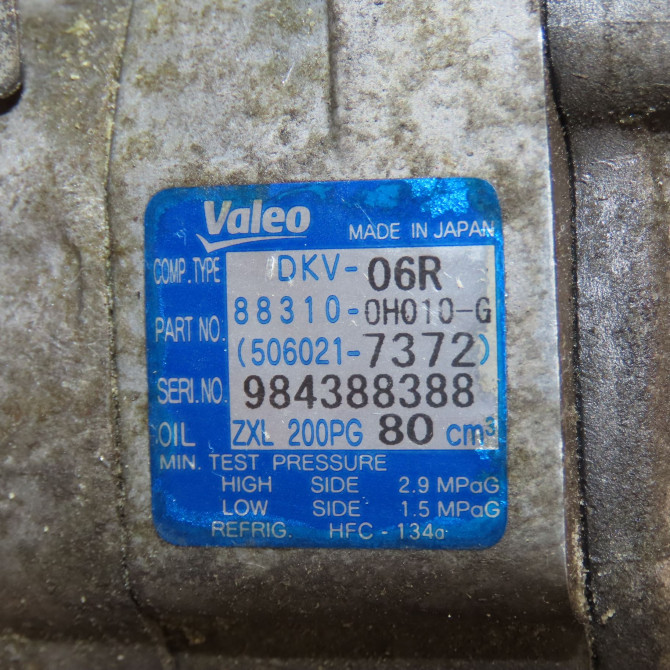 Valeo
MADE IN JAPAN
COMP. TYPE DKV-06R
PART NO. 88310-0H010-G
(506021-7372)
SERI.NO. 984388388
OIL ZXL 200PG 80 cm³
MIN. TEST PRESSURE
HIGH SIDE 2.9 MPaG
LOW SIDE 1.5 MPaG
REFRIG. HFC-134a